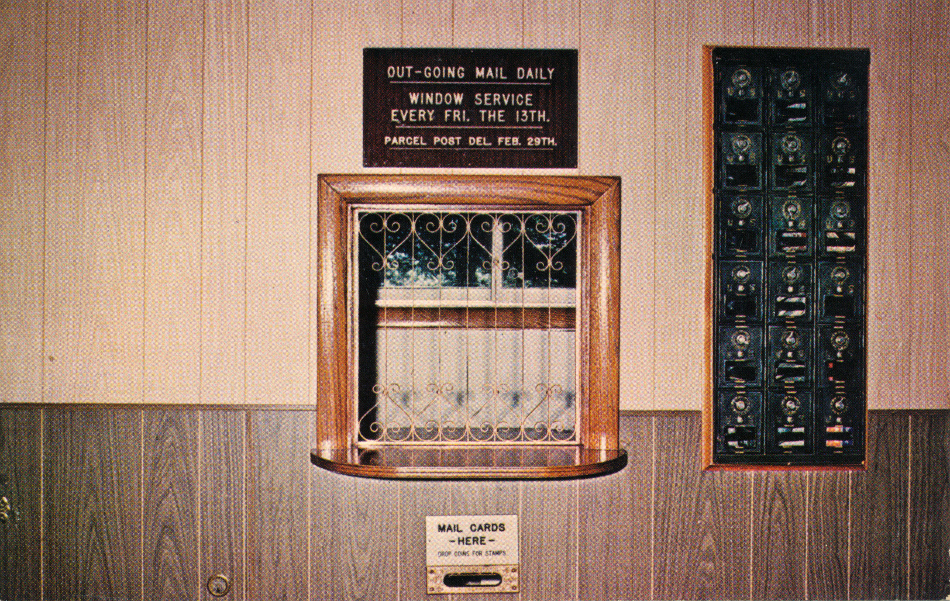 OUT-GOING MAIL DAILY
WINDOW SERVICE
EVERY FRI. THE 13TH.
PARCEL POST DEL. FEB. 29TH.
MAIL CARDS
-HERE-
DROP COINS FOR STAMPS